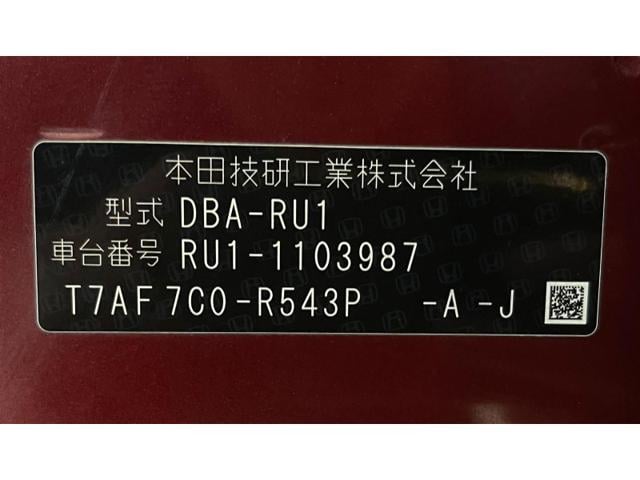 本田技研工業株式会社
型式 DBA-RU1
車台番号 RU1-1103987
T7AF7C0-R543P -A-J